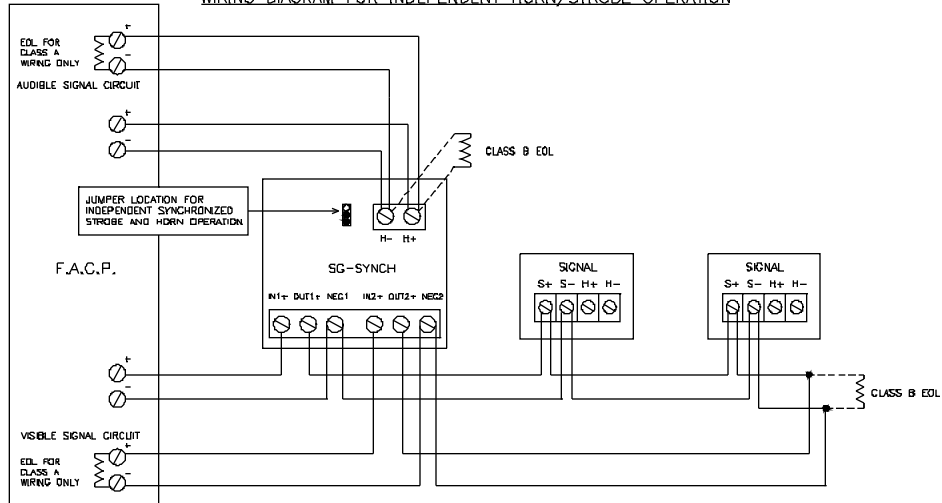 WIRING DIAGRAM FOR INDEPENDENT HORN/STROBE OPERATION
EOL FOR
CLASS A
WIRING ONLY
+
-
AUDIBLE SIGNAL CIRCUIT
+
-
CLASS B EOL
JUMPER LOCATION FOR
INDEPENDENT SYNCHRONIZED
STROBE AND HORN OPERATION
H- H+
F.A.C.P.
SG-SYNCH
IN1+ OUT1+ NEG1 IN2+ OUT2+ NEG2
SIGNAL
S+ S- H+ H-
SIGNAL
S+ S- H+ H-
+
-
CLASS B EOL
VISIBLE SIGNAL CIRCUIT
EOL FOR
CLASS A
WIRING ONLY
+
-